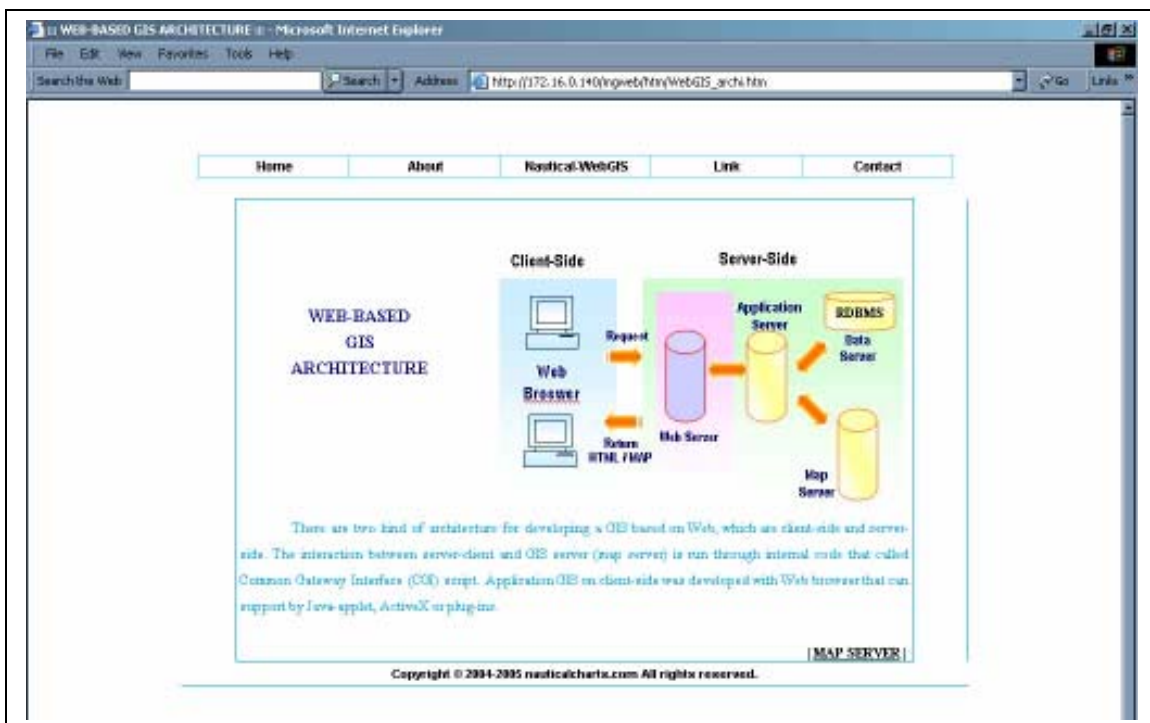 ::: WEB-BASED GIS ARCHITECTURE ::: - Microsoft Internet Explorer
File Edit View Favorites Tools Help
Search the Web Search Address http://172.16.0.140/ingweb/htm/WebGIS_archi.htm Go Links »
Home About Nautical-WebGIS Link Contact
WEB-BASED
GIS
ARCHITECTURE
Client-Side
Server-Side
Web
Broswer
Request
Return
HTML / MAP
Web Server
Application
Server
RDBMS
Data
Server
Map
Server
There are two kind of architecture for developing a GIS based on Web, which are client-side and server-
side. The interaction between server-client and GIS server (map server) is run through internal code that called
Common Gateway Interface (CGI) script. Application GIS on client-side was developed with Web browser that can
support by Java-applet, ActiveX or plug-ins.
| MAP SERVER |
Copyright © 2004-2005 nauticalcharts.com All rights reserved.